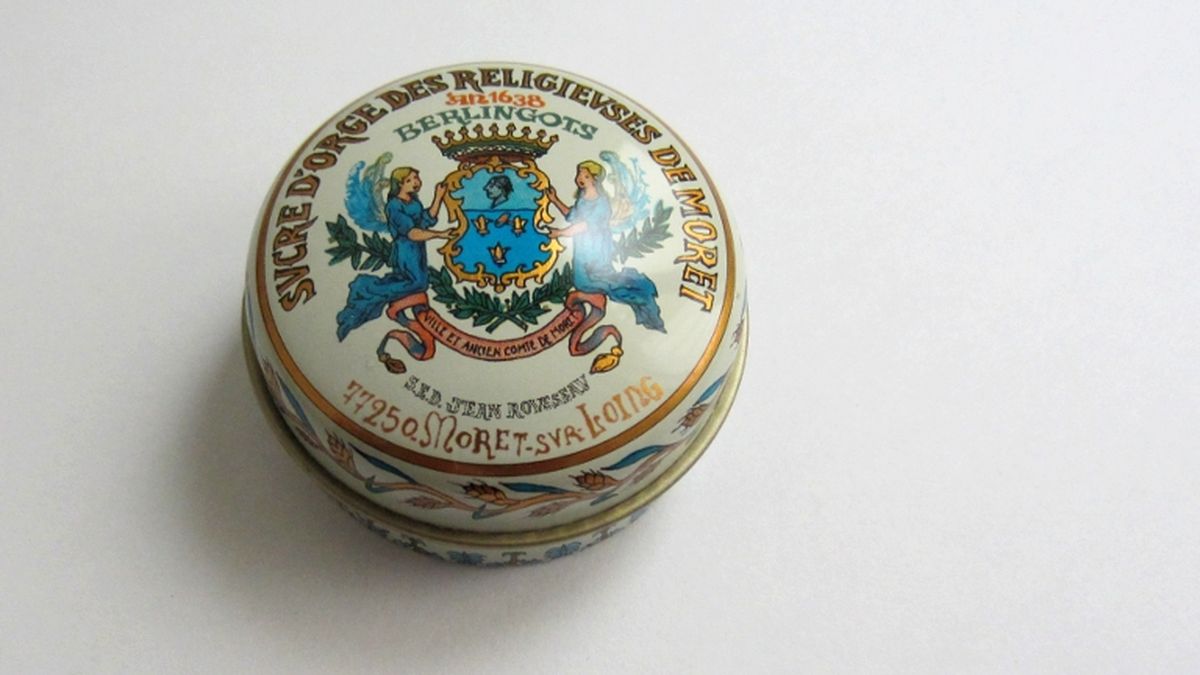 SVCRE D'ORGE DES RELIGIEVSES DE MORET
AN 1638
BERLINGOTS
VILLE ET ANCIEN COMTE DE MORET
S.E.D. JEAN ROVSSEAV
77250. MORET-SVR-LOING